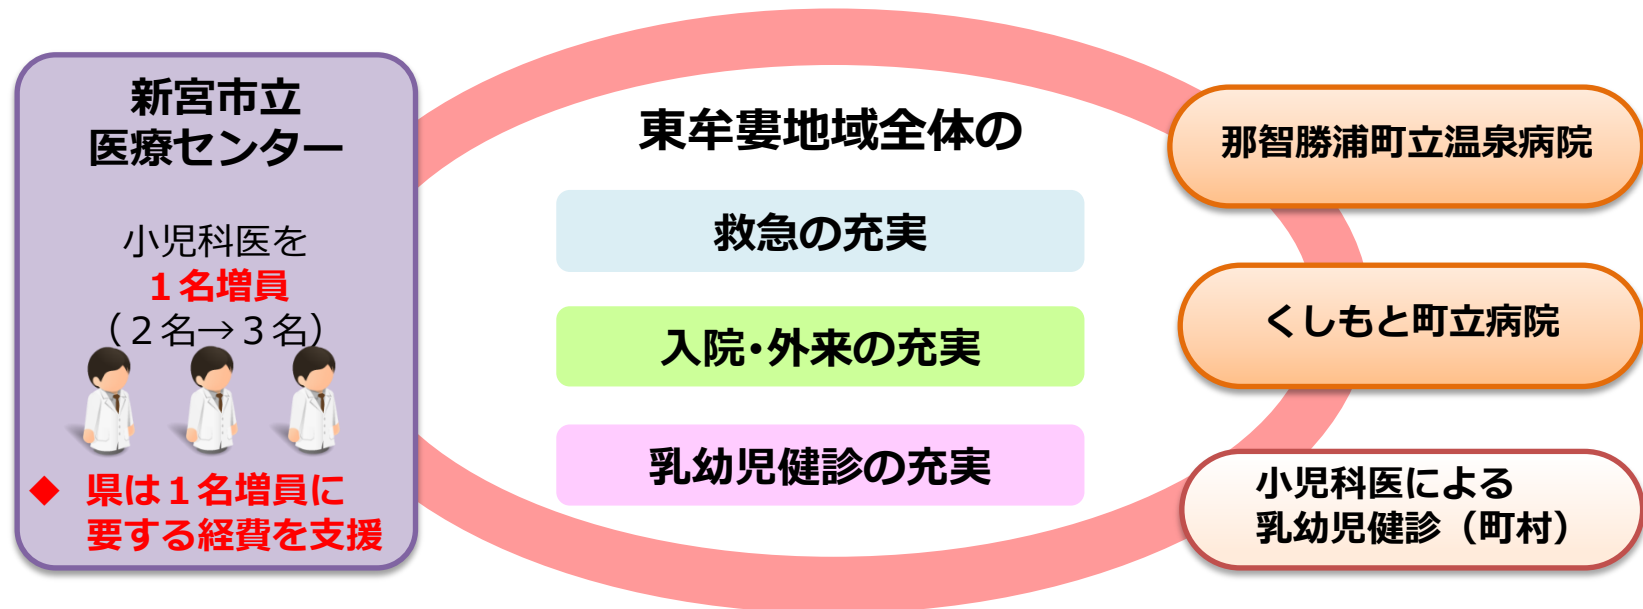 新宮市立
医療センター
小児科医を
１名増員
（２名→３名）
◆ 県は１名増員に
要する経費を支援
東牟婁地域全体の
救急の充実
入院・外来の充実
乳幼児健診の充実
那智勝浦町立温泉病院
くしもと町立病院
小児科医による
乳幼児健診（町村）